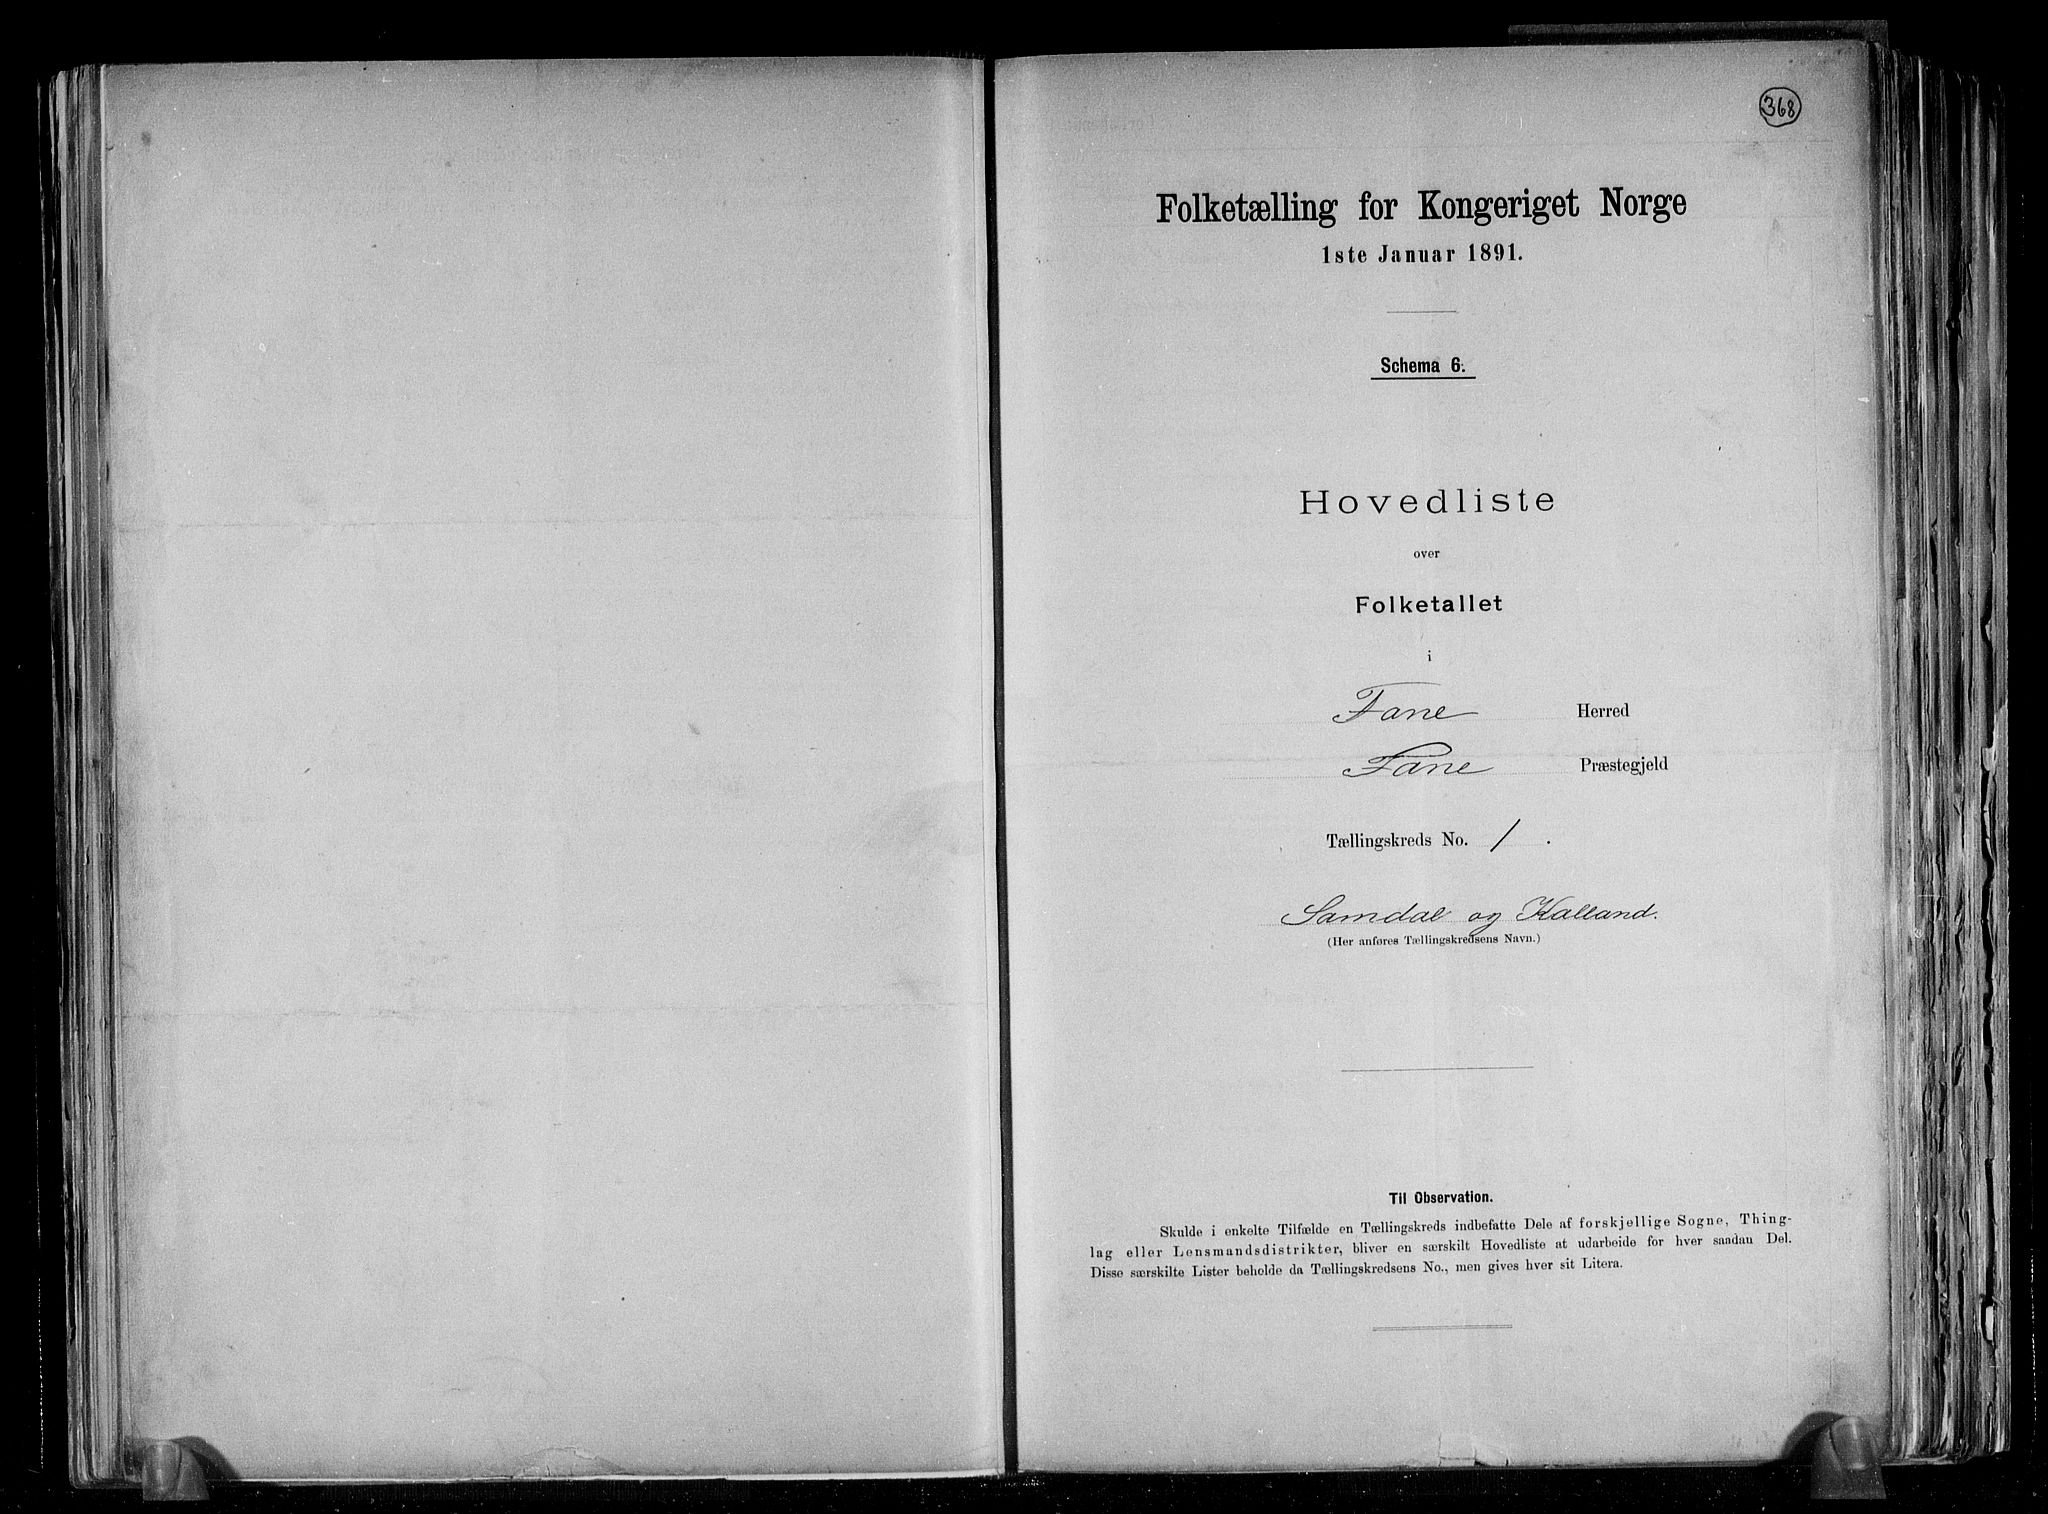 368
Folketælling for Kongeriget Norge
1ste Januar 1891.
Schema 6.
Hovedliste
over
Folketallet
i
Fane Herred
Fane Præstegjeld
Tællingskreds No. 1.
Samdal og Kalland.
(Her anføres Tællingskredsens Navn.)
Til Observation.
Skulde i enkelte Tilfælde en Tællingskreds indbefatte Dele af forskjellige Sogne, Thing-
lag eller Lensmandsdistrikter, bliver en særskilt Hovedliste at udarbeide for hver saadan Del.
Disse særskilte Lister beholde da Tællingskredsens No., men gives hver sit Litera.